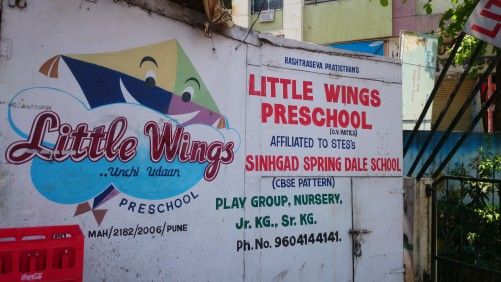 Little Wings
..Unchi Udaan
PRESCHOOL
MAH/2182/2006/PUNE
RASHTRASEVA PRATISTHAN'S
LITTLE WINGS
PRESCHOOL
(D.V. PATIL'S)
AFFILIATED TO STES's
SINHGAD SPRING DALE SCHOOL
(CBSE PATTERN)
PLAY GROUP, NURSERY,
Jr. KG., Sr. KG.
Ph. No. 9604144141.
Coca-Cola